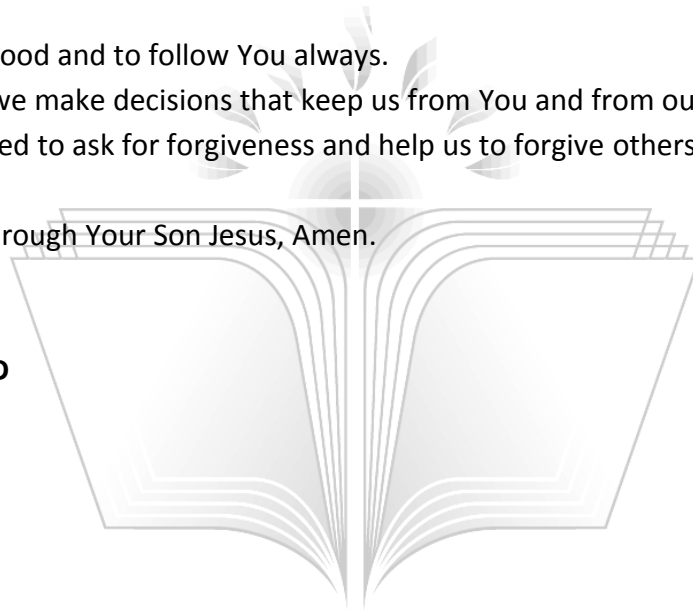 ood and to follow You always.
we make decisions that keep us from You and from ou
ed to ask for forgiveness and help us to forgive others
rough Your Son Jesus, Amen.